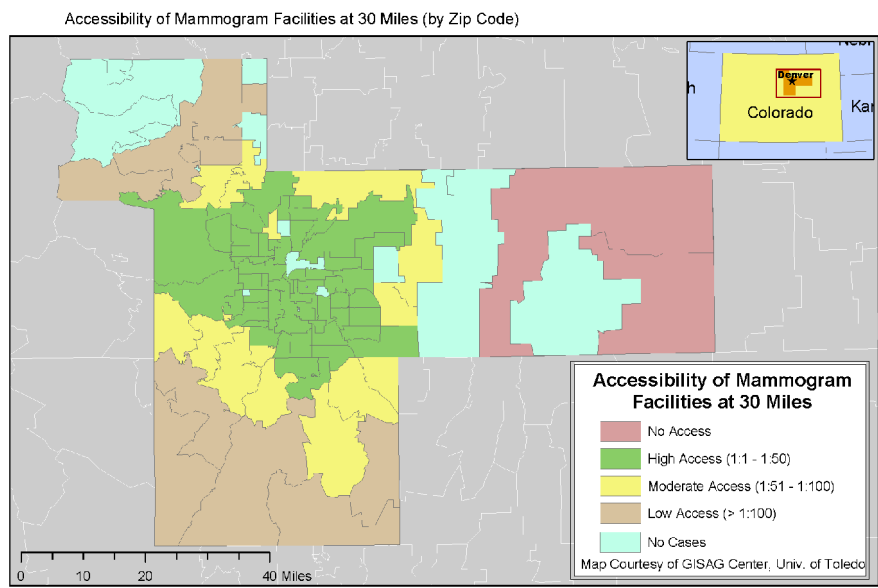 Accessibility of Mammogram Facilities at 30 Miles (by Zip Code)
Denver
h
Colorado
Kan
Accessibility of Mammogram
Facilities at 30 Miles
No Access
High Access (1:1 - 1:50)
Moderate Access (1:51 - 1:100)
Low Access (> 1:100)
No Cases
Map Courtesy of GISAG Center, Univ. of Toledo
0 10 20 40 Miles